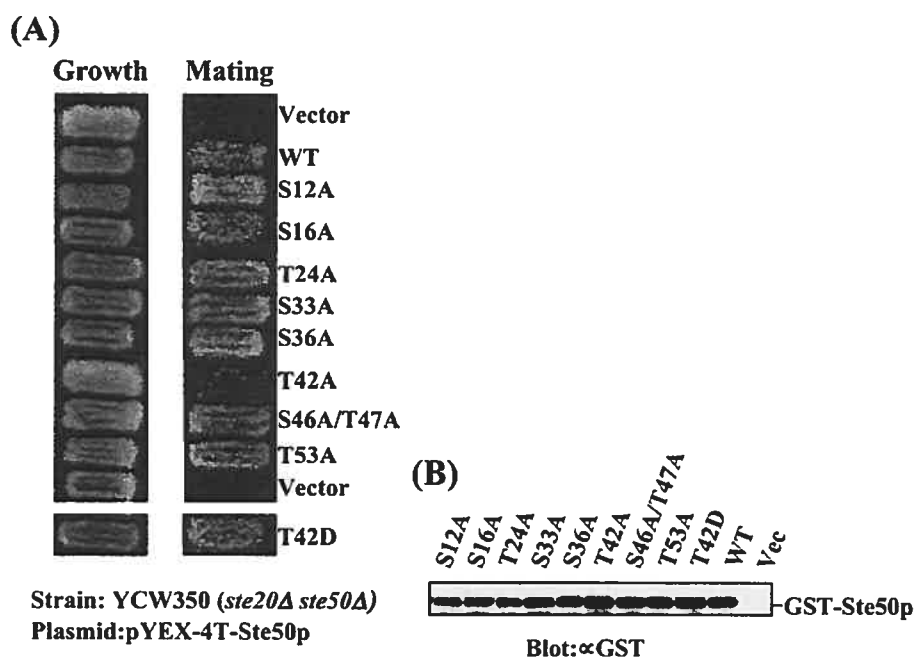 (A)
Growth Mating
Vector
WT
S12A
S16A
T24A
S33A
S36A
T42A
S46A/T47A
T53A
Vector
T42D
Strain: YCW350 (ste20Δ ste50Δ)
Plasmid:pYEX-4T-Ste50p
(B)
S12A S16A T24A S33A S36A T42A S46A/T47A T53A T42D WT Vec
-GST-Ste50p
Blot:∝GST